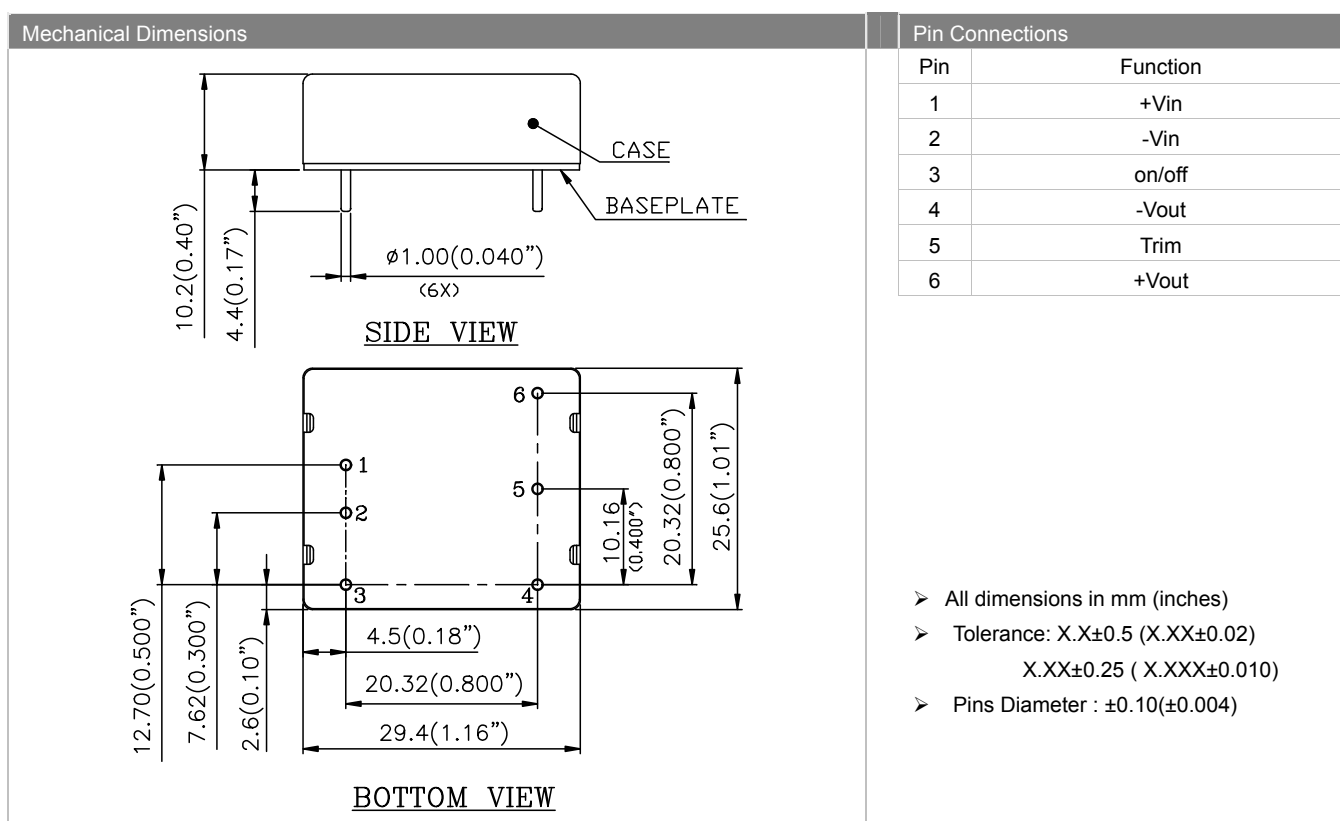 Mechanical Dimensions
CASE
BASEPLATE
10.2(0.40")
4.4(0.17")
ø1.00(0.040")
(6X)
SIDE VIEW
6
1
5
2
3
4
10.16
(0.400")
20.32(0.800")
25.6(1.01")
12.70(0.500")
7.62(0.300")
2.6(0.10")
4.5(0.18")
20.32(0.800")
29.4(1.16")
BOTTOM VIEW
Pin Connections
Pin Function
1 +Vin
2 -Vin
3 on/off
4 -Vout
5 Trim
6 +Vout
➢ All dimensions in mm (inches)
➢ Tolerance: X.X±0.5 (X.XX±0.02)
X.XX±0.25 ( X.XXX±0.010)
➢ Pins Diameter : ±0.10(±0.004)